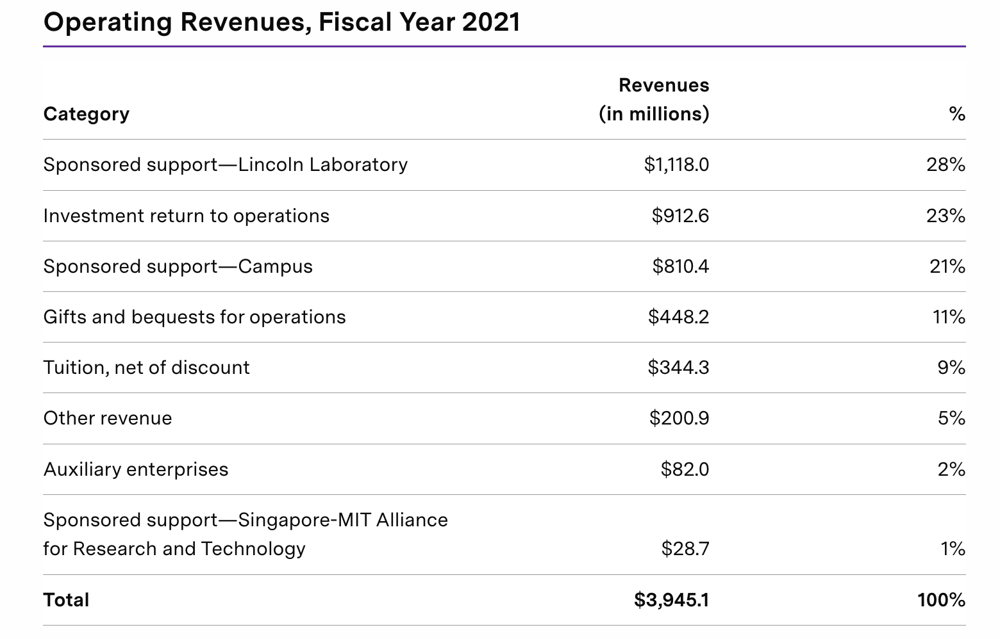 Operating Revenues, Fiscal Year 2021
Revenues
Category (in millions) %
Sponsored support—Lincoln Laboratory $1,118.0 28%
Investment return to operations $912.6 23%
Sponsored support—Campus $810.4 21%
Gifts and bequests for operations $448.2 11%
Tuition, net of discount $344.3 9%
Other revenue $200.9 5%
Auxiliary enterprises $82.0 2%
Sponsored support—Singapore-MIT Alliance
for Research and Technology $28.7 1%
Total $3,945.1 100%